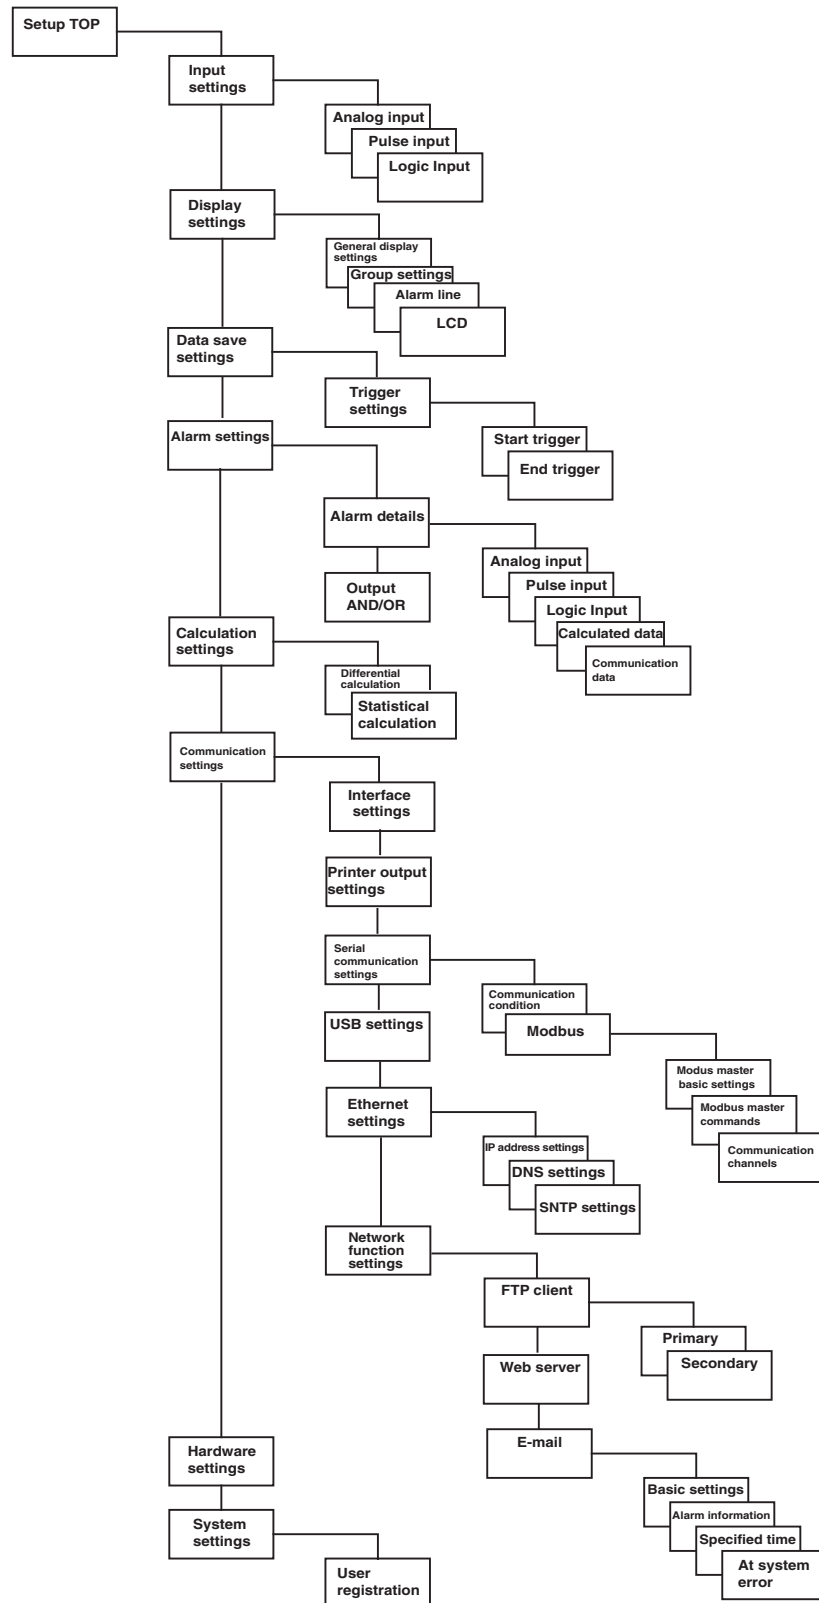 Setup TOP
Input
settings
Analog input
Pulse input
Logic Input
Display
settings
General display
settings
Group settings
Alarm line
LCD
Data save
settings
Trigger
settings
Start trigger
End trigger
Alarm settings
Alarm details
Output
AND/OR
Analog input
Pulse input
Logic Input
Calculated data
Communication
data
Calculation
settings
Differential
calculation
Statistical
calculation
Communication
settings
Interface
settings
Printer output
settings
Serial
communication
settings
Communication
condition
Modbus
Modus master
basic settings
Modbus master
commands
Communication
channels
USB settings
Ethernet
settings
IP address settings
DNS settings
SNTP settings
Network
function
settings
FTP client
Primary
Secondary
Web server
E-mail
Basic settings
Alarm information
Specified time
At system
error
Hardware
settings
System
settings
User
registration